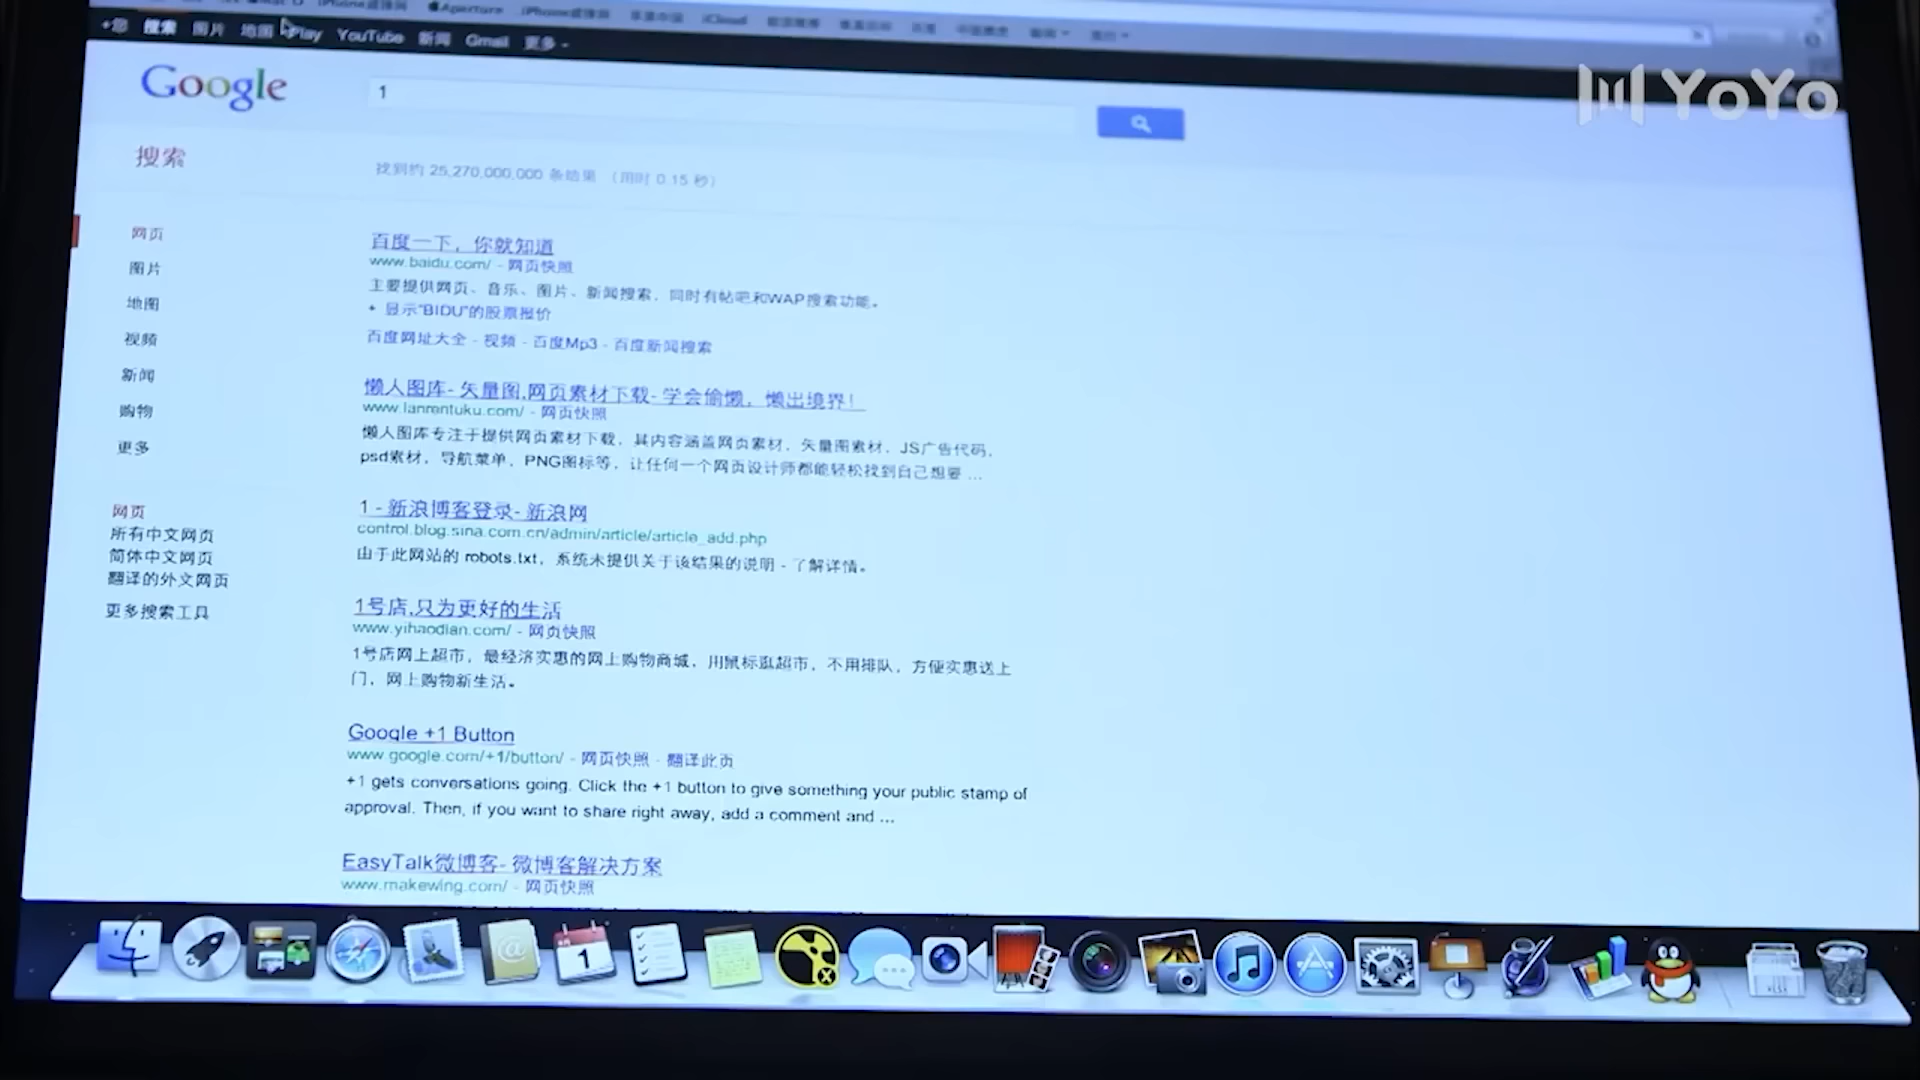 Aperture
iCloud
+您 搜索 图片 地图 Play YouTube 新闻 Gmail 更多
YoYo
Google
1
搜索
找到约 25,270,000,000 条结果 （用时 0.15 秒）
网页
图片
地图
视频
新闻
购物
更多
网页
所有中文网页
简体中文网页
翻译的外文网页
更多搜索工具
百度一下，你就知道
www.baidu.com/ - 网页快照
主要提供网页、音乐、图片、新闻搜索，同时有帖吧和WAP搜索功能。
+ 显示“BIDU”的股票报价
百度网址大全 - 视频 - 百度Mp3 - 百度新闻搜索
懒人图库- 矢量图,网页素材下载- 学会偷懒，懒出境界！
www.lanrentuku.com/ - 网页快照
懒人图库专注于提供网页素材下载，其内容涵盖网页素材，矢量图素材，JS广告代码，
psd素材，导航菜单，PNG图标等，让任何一个网页设计师都能轻松找到自己想要 ...
1 - 新浪博客登录- 新浪网
control.blog.sina.com.cn/admin/article/article_add.php
由于此网站的 robots.txt，系统未提供关于该结果的说明 - 了解详情。
1号店,只为更好的生活
www.yihaodian.com/ - 网页快照
1号店网上超市，最经济实惠的网上购物商城，用鼠标逛超市，不用排队，方便实惠送上
门，网上购物新生活。
Google +1 Button
www.google.com/+1/button/ - 网页快照 - 翻译此页
+1 gets conversations going. Click the +1 button to give something your public stamp of
approval. Then, if you want to share right away, add a comment and ...
EasyTalk微博客- 微博客解决方案
www.makewing.com/ - 网页快照
1